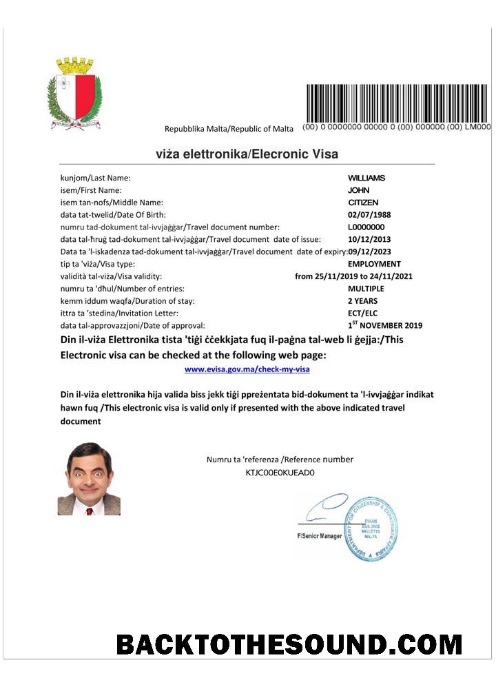 (00) 0 0000000 00000 0 (00) 000000 (00) LM000
Repubblika Malta/Republic of Malta
viża elettronika/Elecronic Visa
kunjom/Last Name: WILLIAMS
isem/First Name: JOHN
isem tan-nofs/Middle Name: CITIZEN
data tat-twelid/Date Of Birth: 02/07/1988
numru tad-dokument tal-ivvjaġġar/Travel document number: L0000000
data tal-ħruġ tad-dokument tal-ivvjaġġar/Travel document date of issue: 10/12/2013
Data ta 'l-iskadenza tad-dokument tal-ivvjaġġar/Travel document date of expiry:09/12/2023
tip ta 'viża/Visa type: EMPLOYMENT
validità tal-viża/Visa validity: from 25/11/2019 to 24/11/2021
numru ta 'dħul/Number of entries: MULTIPLE
kemm iddum waqfa/Duration of stay: 2 YEARS
ittra ta 'stedina/Invitation Letter: ECT/ELC
data tal-approvazzjoni/Date of approval: 1ST NOVEMBER 2019
Din il-viża Elettronika tista 'tiġi ċċekkjata fuq il-paġna tal-web li ġejja:/This
Electronic visa can be checked at the following web page:
www.evisa.gov.ma/check-my-visa
Din il-viża elettronika hija valida biss jekk tiġi ppreżentata bid-dokument ta 'l-ivvjaġġar indikat
hawn fuq /This electronic visa is valid only if presented with the above indicated travel
document
Numru ta 'referenza /Reference number
KTJC00E0KUEAD0
F/Senior Manager
BACKTOTHESOUND.COM